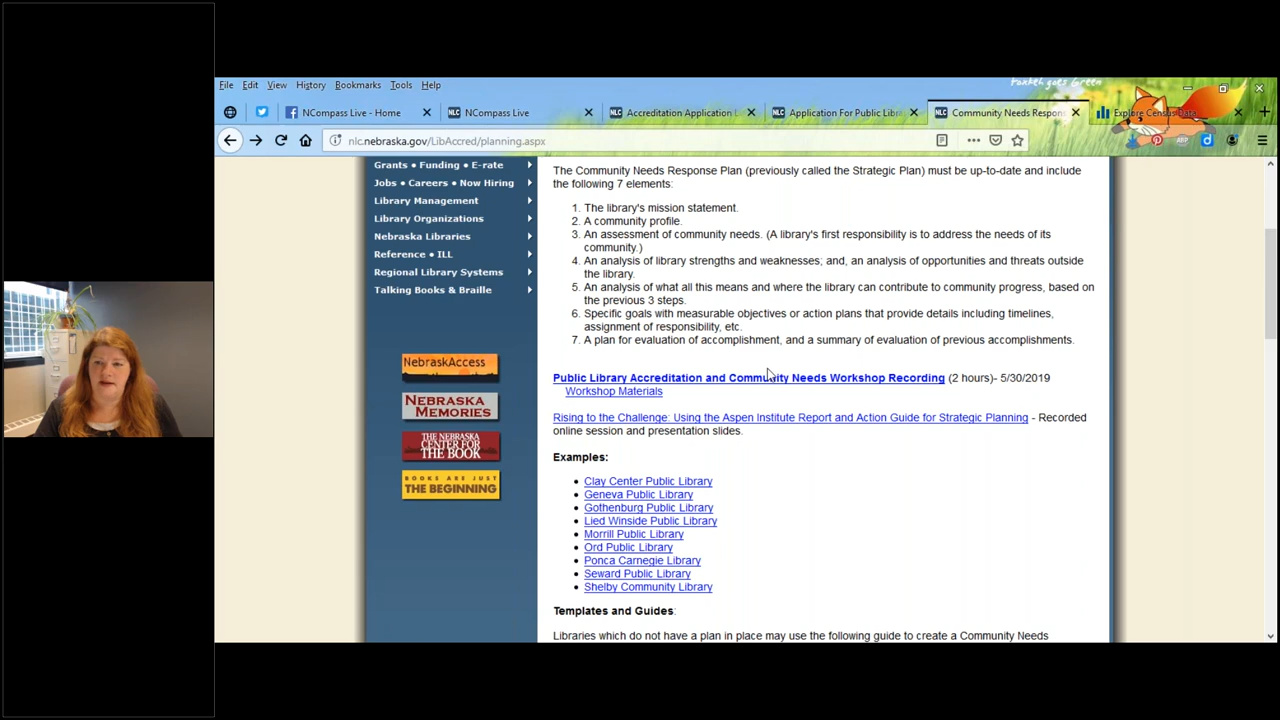 Foxkeh goes Green
File Edit View History Bookmarks Tools Help
NCompass Live - Home
NCompass Live
Accreditation Application
Application For Public Libr
Community Needs Respon
Explore Census Data
nlc.nebraska.gov/LibAccred/planning.aspx
Grants • Funding • E-rate
Jobs • Careers • Now Hiring
Library Management
Library Organizations
Nebraska Libraries
Reference • ILL
Regional Library Systems
Talking Books & Braille
NebraskAccess
NEBRASKA
MEMORIES
THE NEBRASKA
CENTER FOR
THE BOOK
BOOKS ARE JUST
THE BEGINNING
The Community Needs Response Plan (previously called the Strategic Plan) must be up-to-date and include
the following 7 elements:
1. The library's mission statement.
2. A community profile.
3. An assessment of community needs. (A library's first responsibility is to address the needs of its
community.)
4. An analysis of library strengths and weaknesses; and, an analysis of opportunities and threats outside
the library.
5. An analysis of what all this means and where the library can contribute to community progress, based on
the previous 3 steps.
6. Specific goals with measurable objectives or action plans that provide details including timelines,
assignment of responsibility, etc.
7. A plan for evaluation of accomplishment, and a summary of evaluation of previous accomplishments.
Public Library Accreditation and Community Needs Workshop Recording (2 hours)- 5/30/2019
Workshop Materials
Rising to the Challenge: Using the Aspen Institute Report and Action Guide for Strategic Planning - Recorded
online session and presentation slides.
Examples:
• Clay Center Public Library
• Geneva Public Library
• Gothenburg Public Library
• Lied Winside Public Library
• Morrill Public Library
• Ord Public Library
• Ponca Carnegie Library
• Seward Public Library
• Shelby Community Library
Templates and Guides:
Libraries which do not have a plan in place may use the following guide to create a Community Needs